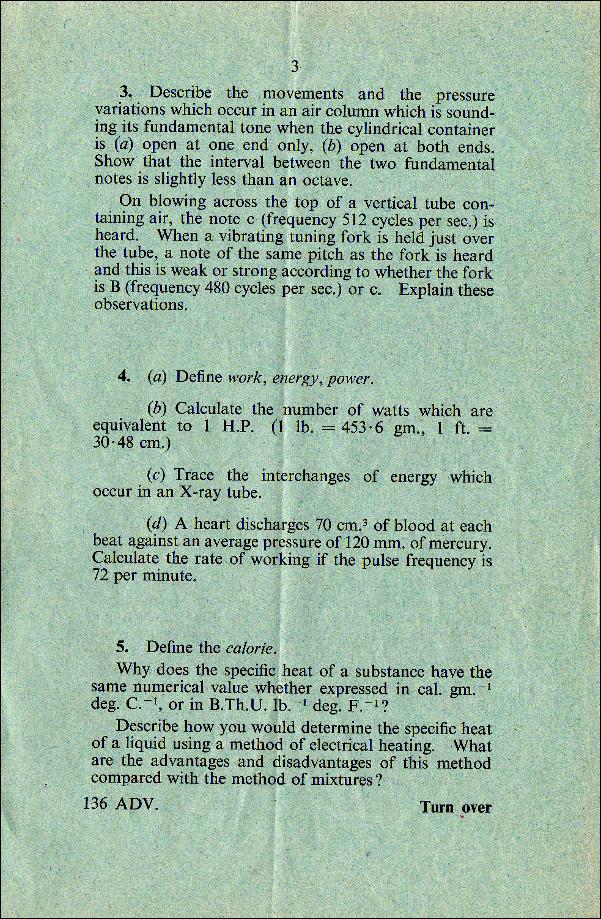 3
3. Describe the movements and the pressure
variations which occur in an air column which is sound-
ing its fundamental tone when the cylindrical container
is (a) open at one end only, (b) open at both ends.
Show that the interval between the two fundamental
notes is slightly less than an octave.
On blowing across the top of a vertical tube con-
taining air, the note c (frequency 512 cycles per sec.) is
heard. When a vibrating tuning fork is held just over
the tube, a note of the same pitch as the fork is heard
and this is weak or strong according to whether the fork
is B (frequency 480 cycles per sec.) or c. Explain these
observations.
4. (a) Define work, energy, power.
(b) Calculate the number of watts which are
equivalent to 1 H.P. (1 lb. = 453·6 gm., 1 ft. =
30·48 cm.)
(c) Trace the interchanges of energy which
occur in an X-ray tube.
(d) A heart discharges 70 cm.³ of blood at each
beat against an average pressure of 120 mm. of mercury.
Calculate the rate of working if the pulse frequency is
72 per minute.
5. Define the calorie.
Why does the specific heat of a substance have the
same numerical value whether expressed in cal. gm.⁻¹
deg. C.⁻¹, or in B.Th.U. lb.⁻¹ deg. F.⁻¹?
Describe how you would determine the specific heat
of a liquid using a method of electrical heating. What
are the advantages and disadvantages of this method
compared with the method of mixtures?
136 ADV. Turn over